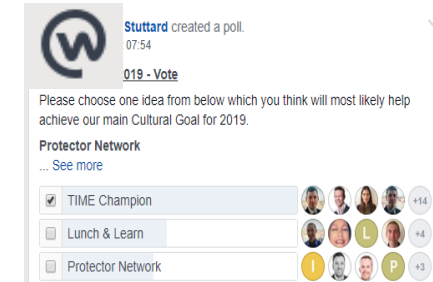 Stuttard created a poll.
07:54
019 - Vote
Please choose one idea from below which you think will most likely help
achieve our main Cultural Goal for 2019.
Protector Network
... See more
TIME Champion
+14
Lunch & Learn
L
+4
Protector Network
I
P
+3